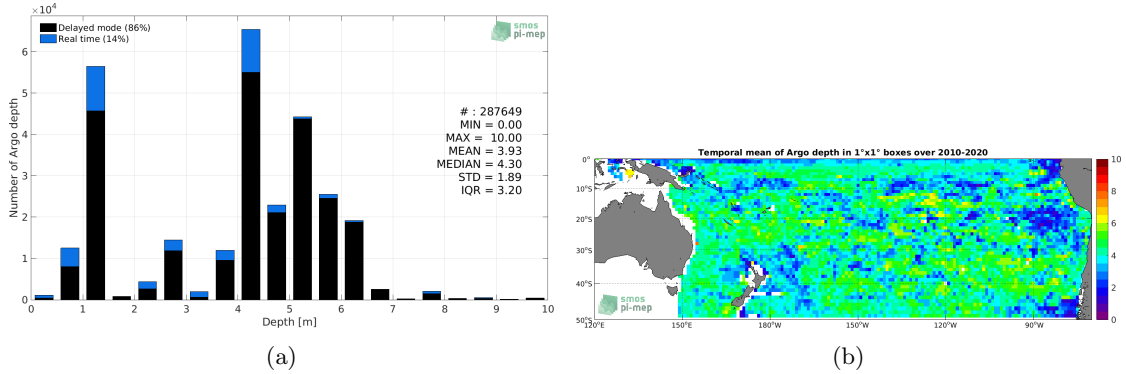 ×10⁴
Delayed mode (86%)
Real time (14%)
smos
pi-mep
6
5
4
3
2
1
0
Number of Argo depth
# : 287649
MIN = 0.00
MAX = 10.00
MEAN = 3.93
MEDIAN = 4.30
STD = 1.89
IQR = 3.20
0 1 2 3 4 5 6 7 8 9 10
Depth [m]
(a)
Temporal mean of Argo depth in 1°x1° boxes over 2010-2020
0°
10°S
20°S
30°S
40°S
50°S
120°E 150°E 180°W 150°W 120°W 90°W
smos
pi-mep
10
8
6
4
2
0
(b)